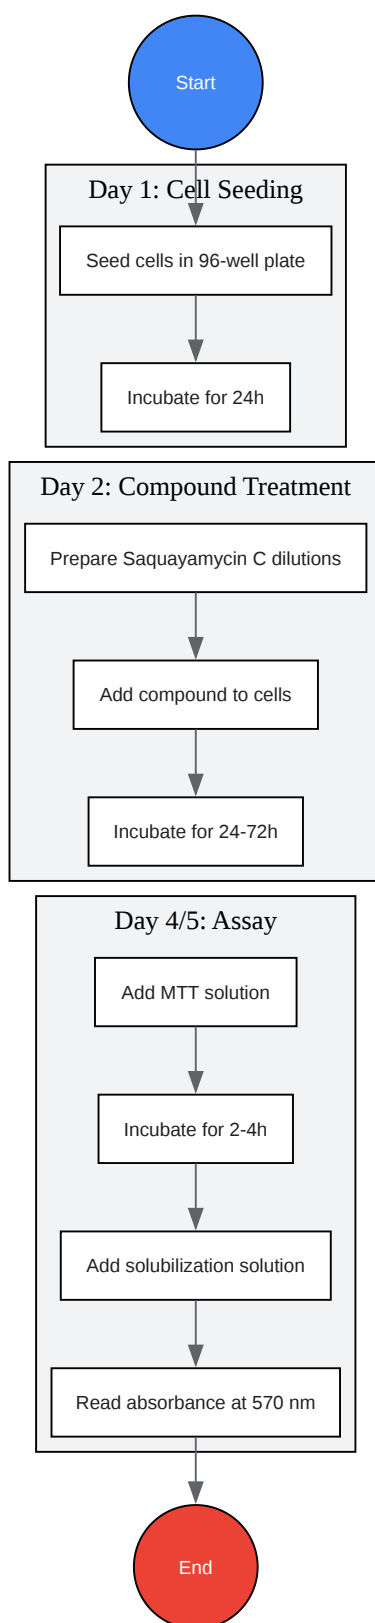 Start
Day 1: Cell Seeding
Seed cells in 96-well plate
Incubate for 24h
Day 2: Compound Treatment
Prepare Saquayamycin C dilutions
Add compound to cells
Incubate for 24-72h
Day 4/5: Assay
Add MTT solution
Incubate for 2-4h
Add solubilization solution
Read absorbance at 570 nm
End